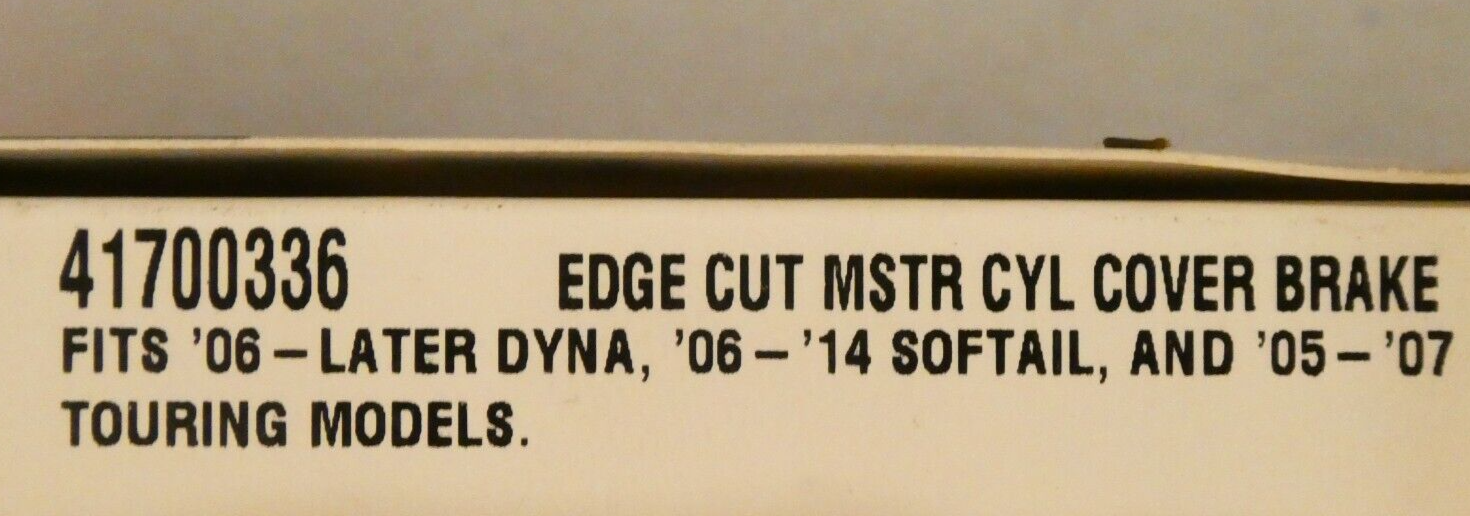 41700336 EDGE CUT MSTR CYL COVER BRAKE
FITS '06–LATER DYNA, '06–'14 SOFTAIL, AND '05–'07
TOURING MODELS.